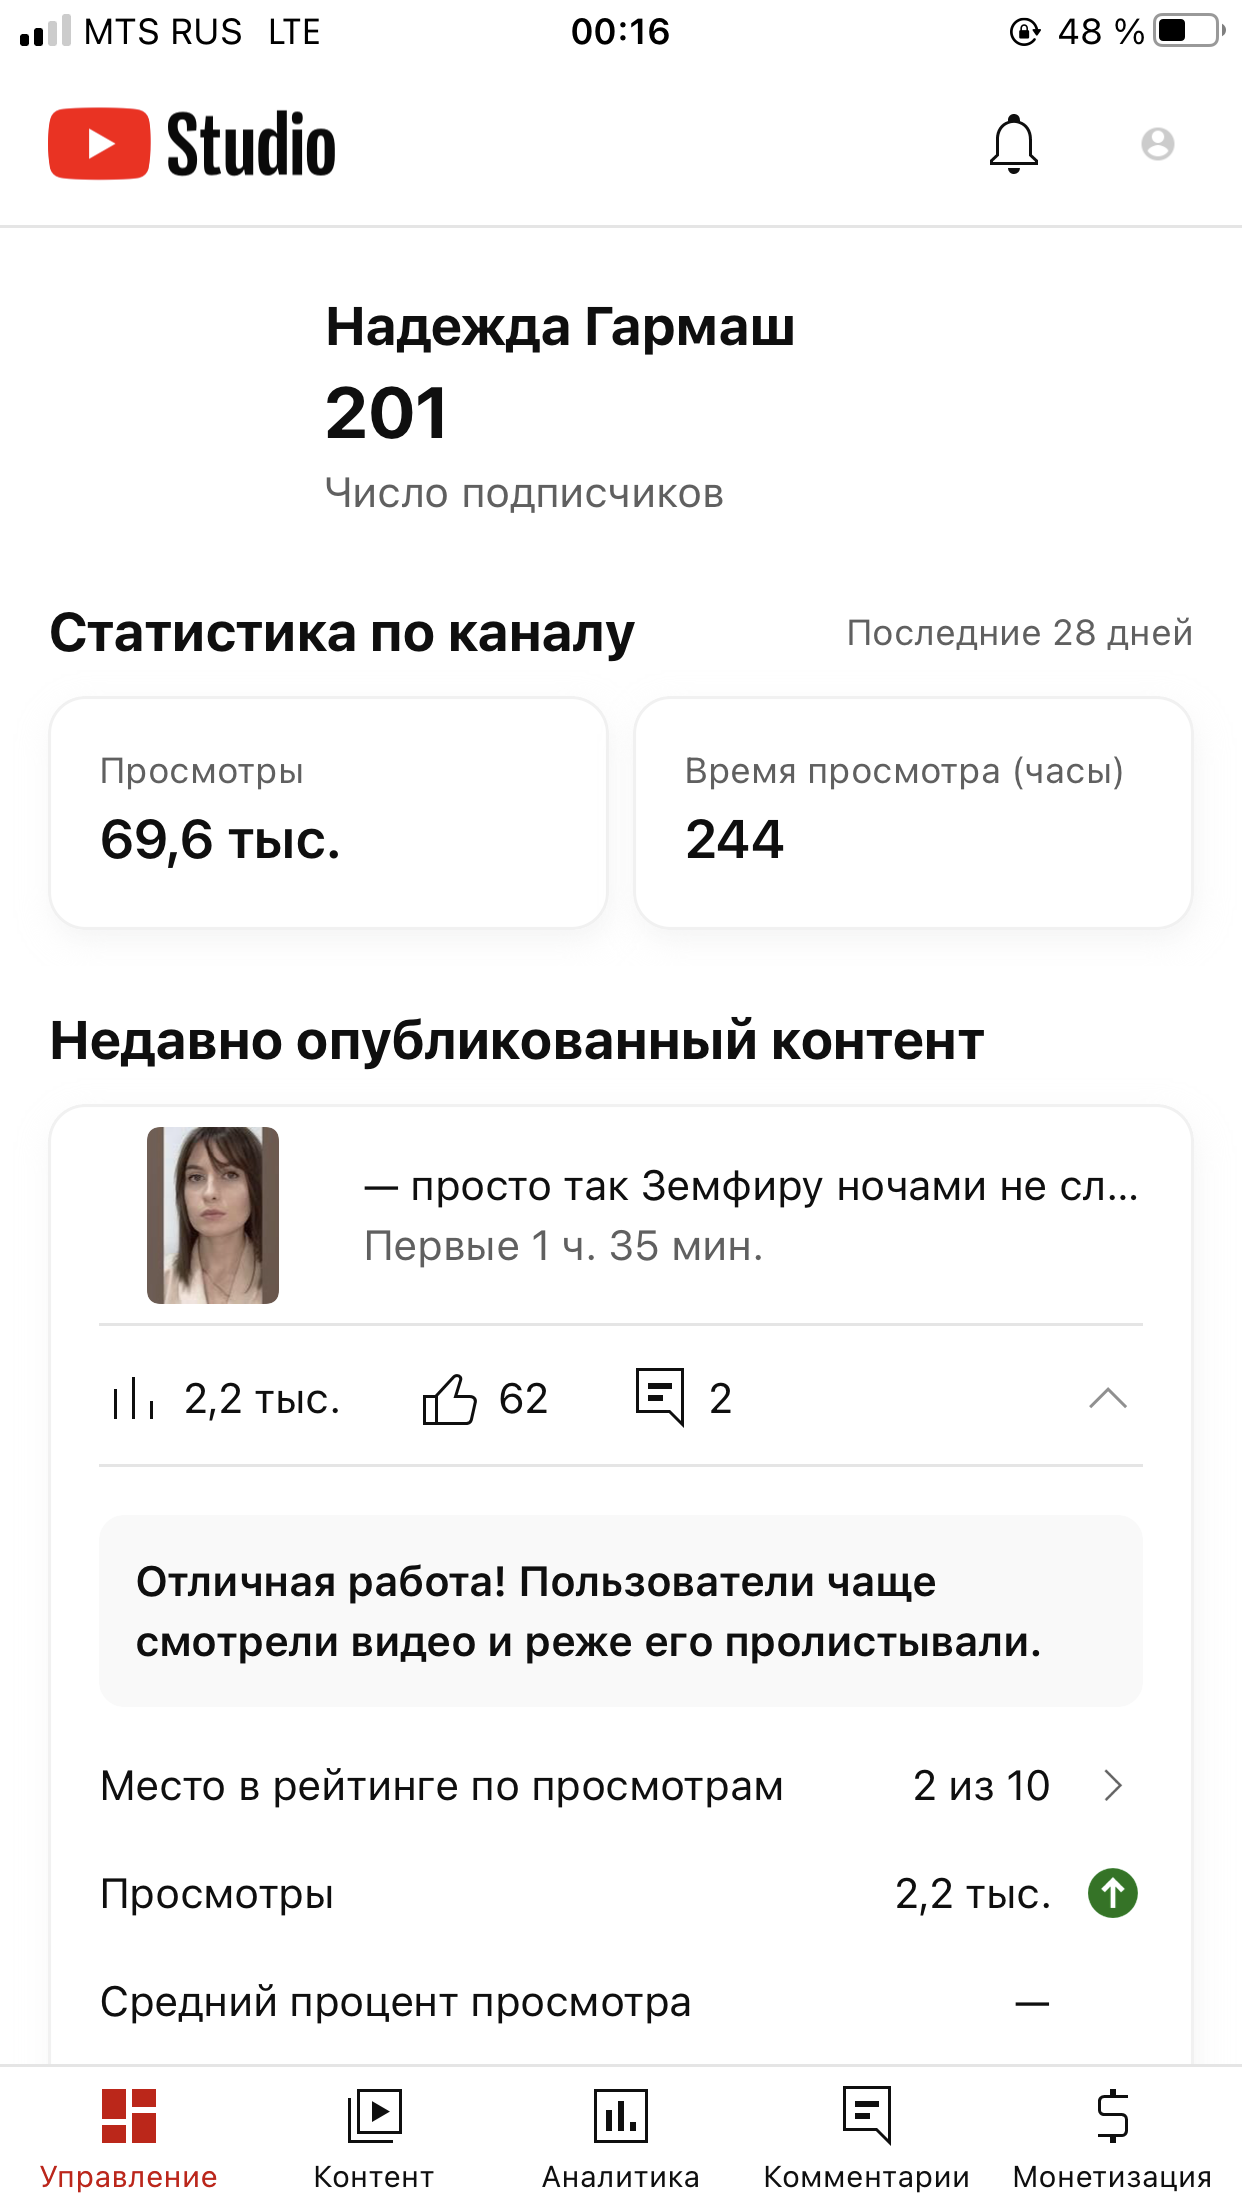 MTS RUS LTE 00:16 48 %
Studio
Надежда Гармаш
201
Число подписчиков
Статистика по каналу Последние 28 дней
Просмотры Время просмотра (часы)
69,6 тыс. 244
Недавно опубликованный контент
— просто так Земфиру ночами не сл...
Первые 1 ч. 35 мин.
2,2 тыс. 62 2
Отличная работа! Пользователи чаще
смотрели видео и реже его пролистывали.
Место в рейтинге по просмотрам 2 из 10
Просмотры 2,2 тыс.
Средний процент просмотра —
Управление Контент Аналитика Комментарии Монетизация